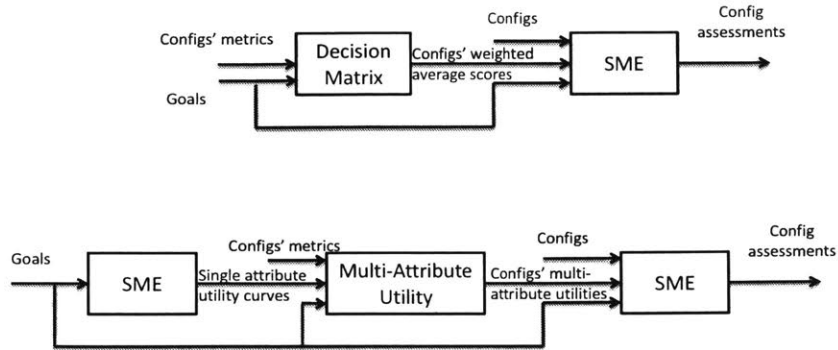 Configs
Config
assessments
Configs' metrics
Decision
Matrix
Configs' weighted
average scores
SME
Goals
Configs
Config
assessments
Goals
Configs' metrics
SME
Single attribute
utility curves
Multi-Attribute
Utility
Configs' multi-
attribute utilities
SME